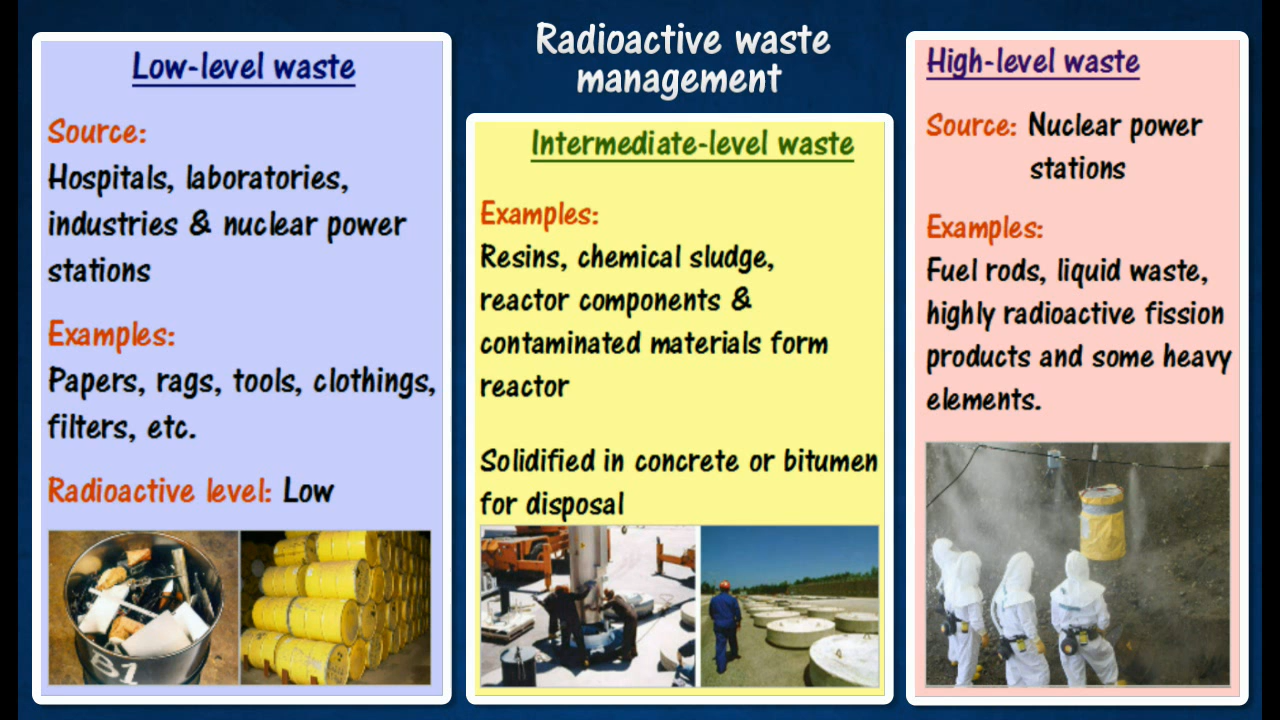 Radioactive waste
management
Low-level waste
Source:
Hospitals, laboratories,
industries & nuclear power
stations
Examples:
Papers, rags, tools, clothings,
filters, etc.
Radioactive level: Low
B1
Intermediate-level waste
Examples:
Resins, chemical sludge,
reactor components &
contaminated materials form
reactor
Solidified in concrete or bitumen
for disposal
High-level waste
Source: Nuclear power
stations
Examples:
Fuel rods, liquid waste,
highly radioactive fission
products and some heavy
elements.